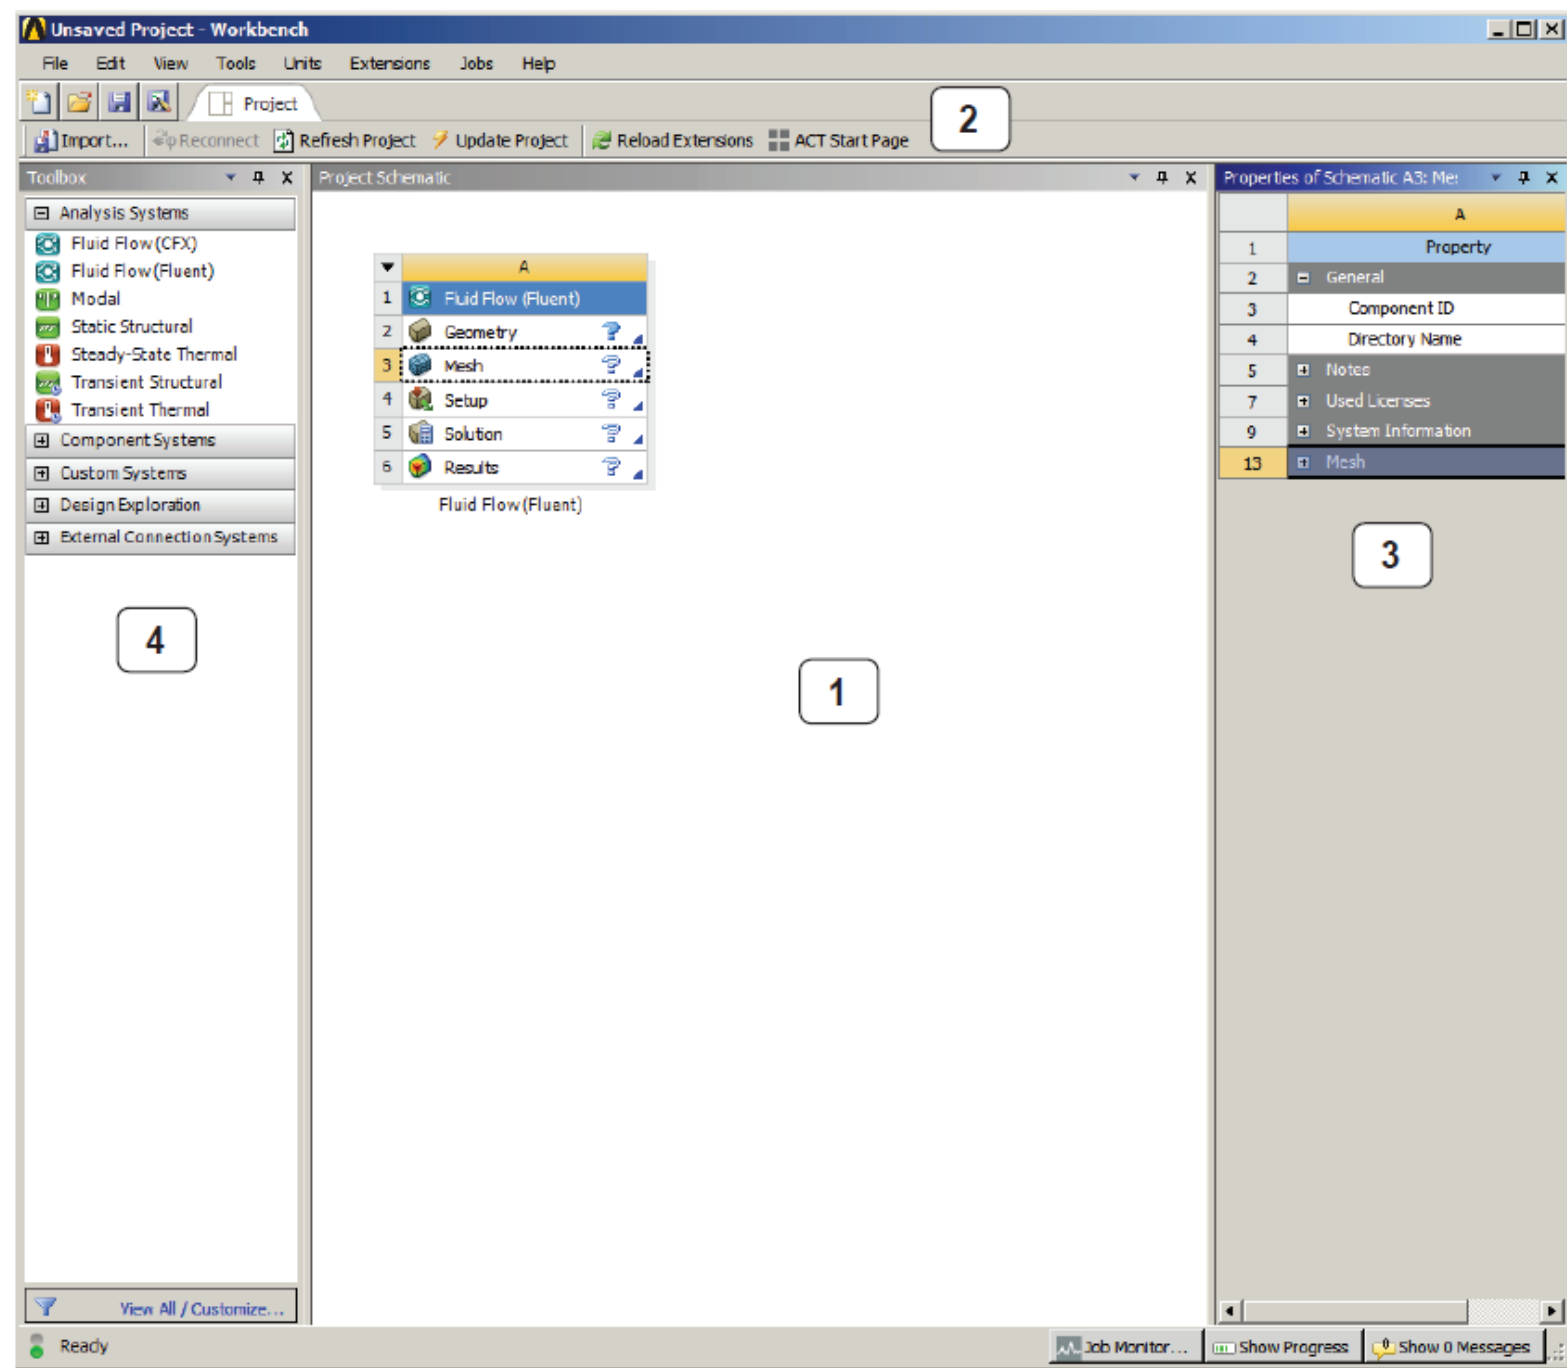 Unsaved Project - Workbench
File Edit View Tools Units Extensions Jobs Help
Project
Import... Reconnect Refresh Project Update Project Reload Extensions ACT Start Page
2
Toolbox
Analysis Systems
Fluid Flow (CFX)
Fluid Flow (Fluent)
Modal
Static Structural
Steady-State Thermal
Transient Structural
Transient Thermal
Component Systems
Custom Systems
Design Exploration
External Connection Systems
4
View All / Customize...
Project Schematic
A
1 Fluid Flow (Fluent)
2 Geometry
3 Mesh
4 Setup
5 Solution
6 Results
Fluid Flow (Fluent)
1
Properties of Schematic A3: Me
A
1 Property
2 General
3 Component ID
4 Directory Name
5 Notes
7 Used Licenses
9 System Information
13 Mesh
3
Ready
Job Monitor... Show Progress Show 0 Messages